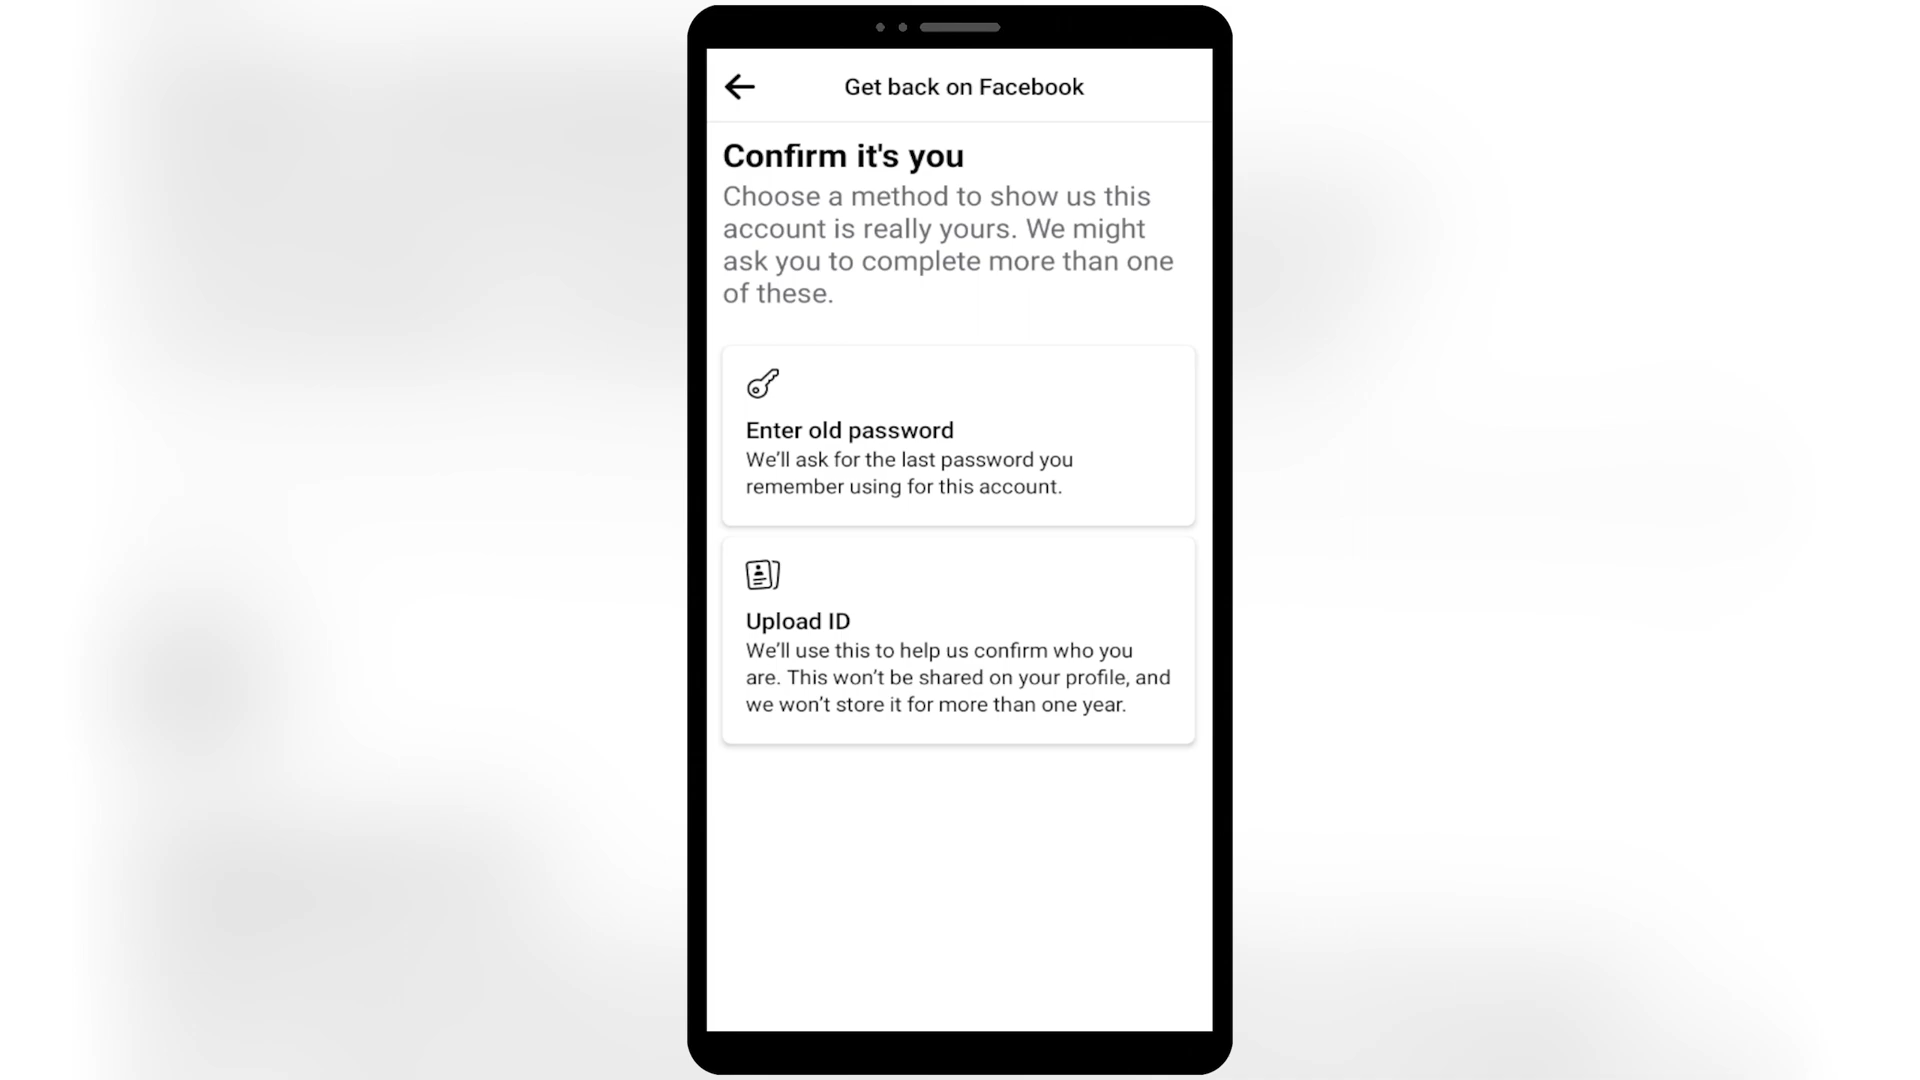 Get back on Facebook
Confirm it's you
Choose a method to show us this
account is really yours. We might
ask you to complete more than one
of these.
Enter old password
We’ll ask for the last password you
remember using for this account.
Upload ID
We’ll use this to help us confirm who you
are. This won’t be shared on your profile, and
we won’t store it for more than one year.